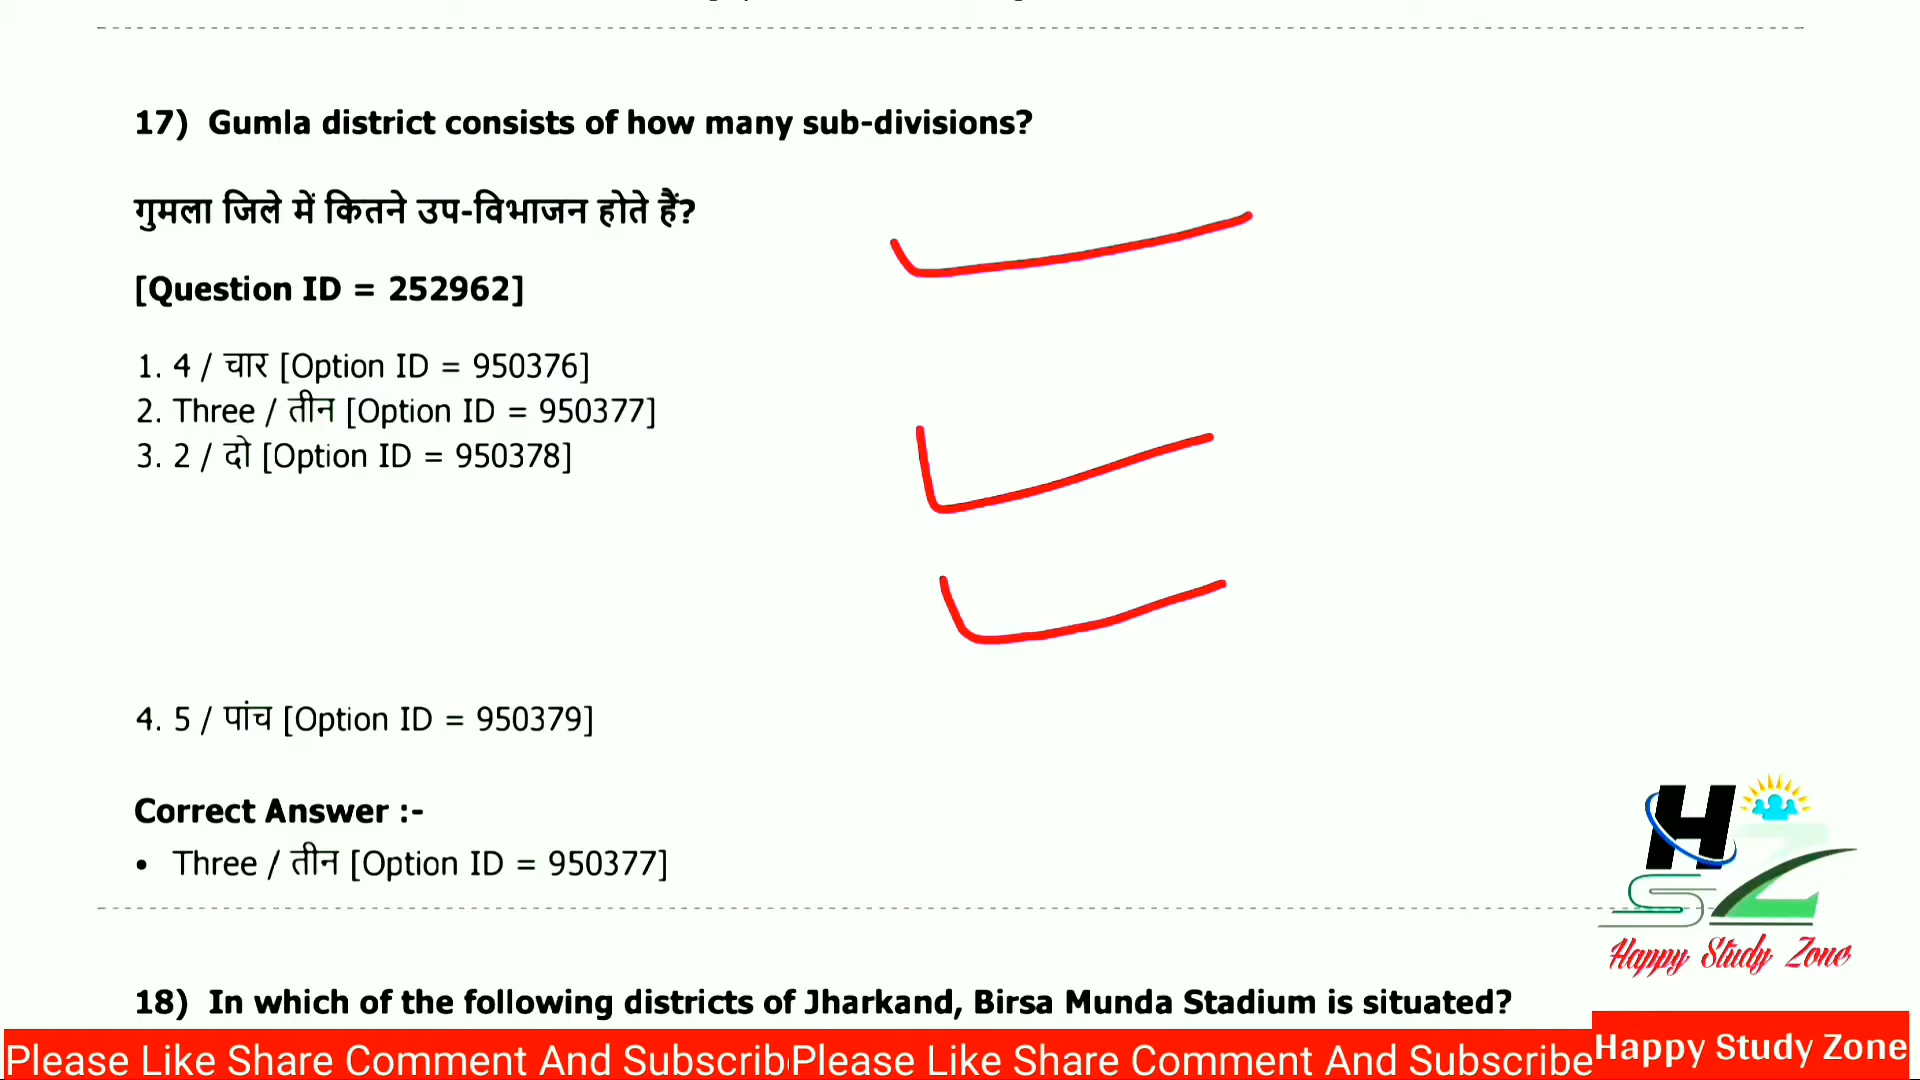 17) Gumla district consists of how many sub-divisions?
गुमला जिले में कितने उप-विभाजन होते हैं?
[Question ID = 252962]
1. 4 / चार [Option ID = 950376]
2. Three / तीन [Option ID = 950377]
3. 2 / दो [Option ID = 950378]
4. 5 / पांच [Option ID = 950379]
Correct Answer :-
• Three / तीन [Option ID = 950377]
HSZ
Happy Study Zone
18) In which of the following districts of Jharkand, Birsa Munda Stadium is situated?
Please Like Share Comment And Subscrib Please Like Share Comment And Subscribe
Happy Study Zone